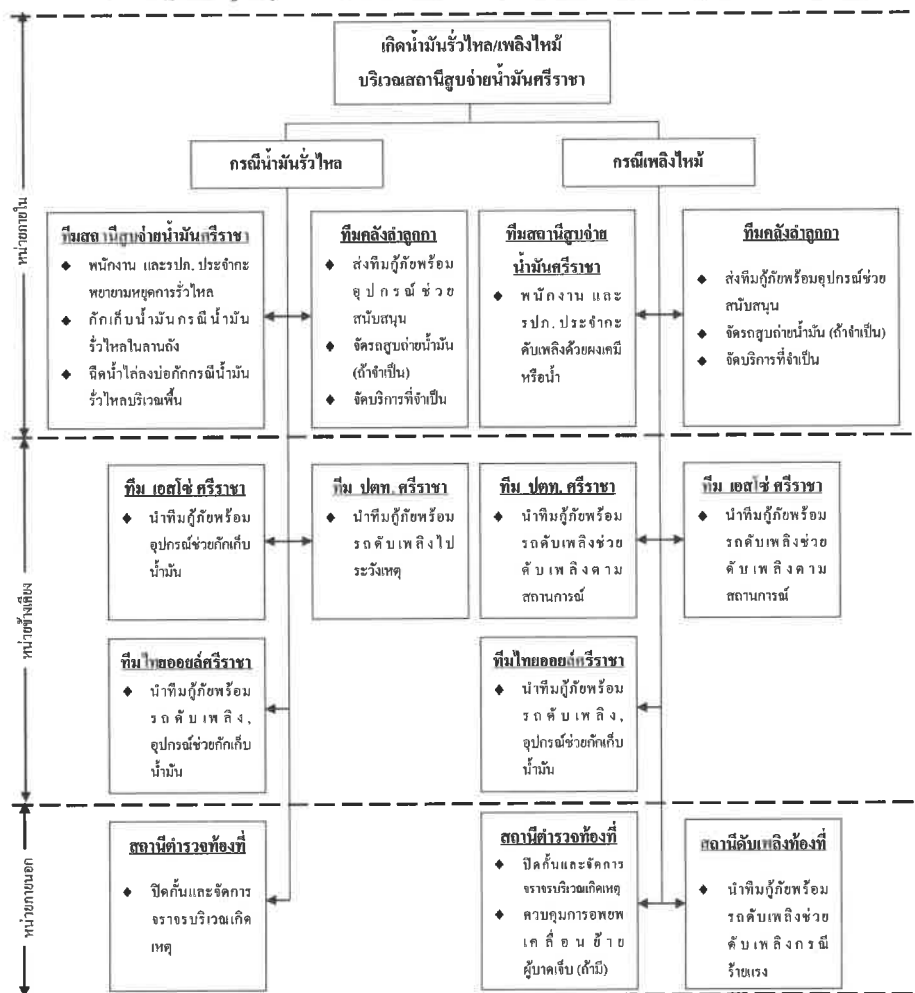 เกิดน้ำมันรั่วไหล/เพลิงไหม้
บริเวณสถานีสูบจ่ายน้ำมันศรีราชา
กรณีน้ำมันรั่วไหล
กรณีเพลิงไหม้
หน่วยภายใน
ทีมสถานีสูบจ่ายน้ำมันศรีราชา
◆ พนักงาน และรปภ. ประจำกะ
พยายามหยุดการรั่วไหล
◆ กักเก็บน้ำมันกรณีน้ำมัน
รั่วไหลในลานถัง
◆ ฉีดน้ำไล่ลงบ่อกักกรณีน้ำมัน
รั่วไหลบริเวณพื้น
ทีมคลังลำลูกกา
◆ ส่งทีมกู้ภัยพร้อม
อุปกรณ์ช่วย
สนับสนุน
◆ จัดรถสูบถ่ายน้ำมัน
(ถ้าจำเป็น)
◆ จัดบริการที่จำเป็น
ทีมสถานีสูบจ่าย
น้ำมันศรีราชา
◆ พนักงาน และ
รปภ. ประจำกะ
ดับเพลิงด้วยผงเคมี
หรือน้ำ
ทีมคลังลำลูกกา
◆ ส่งทีมกู้ภัยพร้อมอุปกรณ์ช่วย
สนับสนุน
◆ จัดรถสูบถ่ายน้ำมัน (ถ้าจำเป็น)
◆ จัดบริการที่จำเป็น
หน่วยข้างเคียง
ทีม เอสโซ่ ศรีราชา
◆ นำทีมกู้ภัยพร้อม
อุปกรณ์ช่วยกักเก็บ
น้ำมัน
ทีม ปตท. ศรีราชา
◆ นำทีมกู้ภัยพร้อม
รถดับเพลิงไป
ระวังเหตุ
ทีม ปตท. ศรีราชา
◆ นำทีมกู้ภัยพร้อม
รถดับเพลิงช่วย
ดับเพลิงตาม
สถานการณ์
ทีม เอสโซ่ ศรีราชา
◆ นำทีมกู้ภัยพร้อม
รถดับเพลิงช่วย
ดับเพลิงตาม
สถานการณ์
ทีมไทยออยล์ศรีราชา
◆ นำทีมกู้ภัยพร้อม
รถดับเพลิง,
อุปกรณ์ช่วยกักเก็บ
น้ำมัน
ทีมไทยออยล์ศรีราชา
◆ นำทีมกู้ภัยพร้อม
รถดับเพลิง,
อุปกรณ์ช่วยกักเก็บ
น้ำมัน
หน่วยภายนอก
สถานีตำรวจท้องที่
◆ ปิดกั้นและจัดการ
จราจรบริเวณเกิด
เหตุ
สถานีตำรวจท้องที่
◆ ปิดกั้นและจัดการ
จราจรบริเวณเกิดเหตุ
◆ ควบคุมการอพยพ
เคลื่อนย้าย
ผู้บาดเจ็บ (ถ้ามี)
สถานีดับเพลิงท้องที่
◆ นำทีมกู้ภัยพร้อม
รถดับเพลิงช่วย
ดับเพลิงกรณี
ร้ายแรง